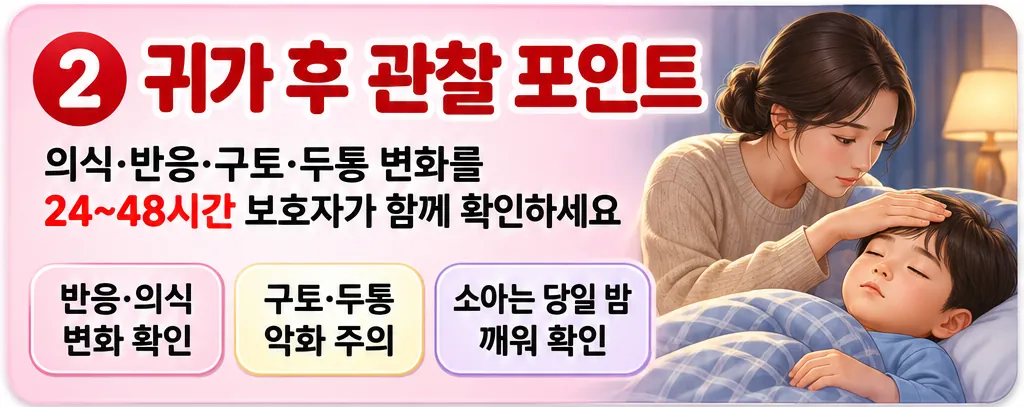 2 귀가 후 관찰 포인트
의식·반응·구토·두통 변화를
24~48시간 보호자가 함께 확인하세요
반응·의식
변화 확인
구토·두통
악화 주의
소아는 당일 밤
깨워 확인